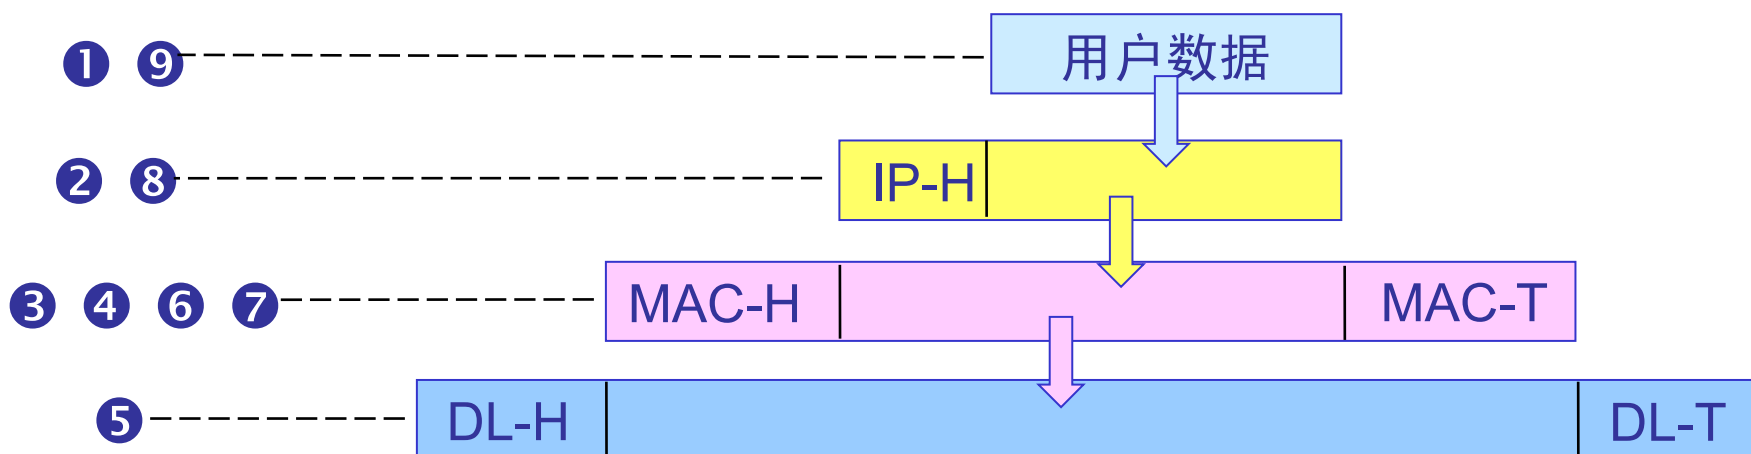 ❶ ❾ 用户数据
❷ ❽ IP-H
❸ ❹ ❻ ❼ MAC-H MAC-T
❺ DL-H DL-T